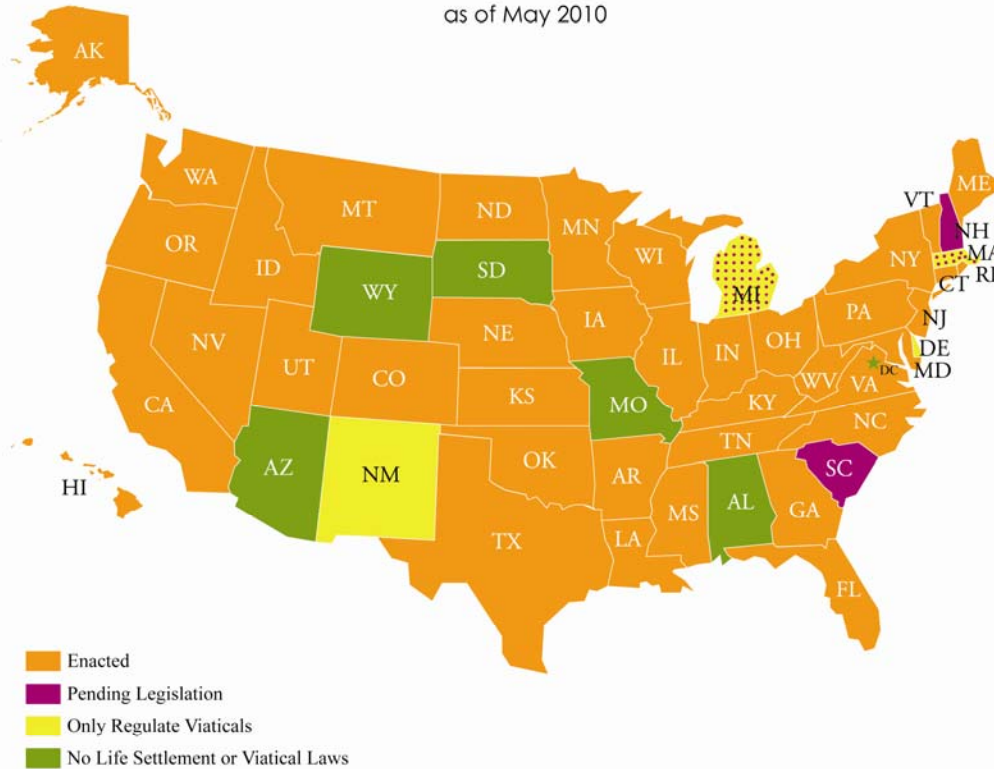 as of May 2010
AK
WA
MT
ND
MN
ME
VT
NH
OR
ID
WI
NY
MA
RI
SD
WY
MI
CT
PA
NJ
NE
IA
NV
UT
CO
IL
IN
OH
DE
MD
DC
WV
VA
CA
KS
MO
KY
NC
TN
AZ
NM
OK
AR
SC
HI
MS
AL
GA
TX
LA
FL
Enacted
Pending Legislation
Only Regulate Viaticals
No Life Settlement or Viatical Laws